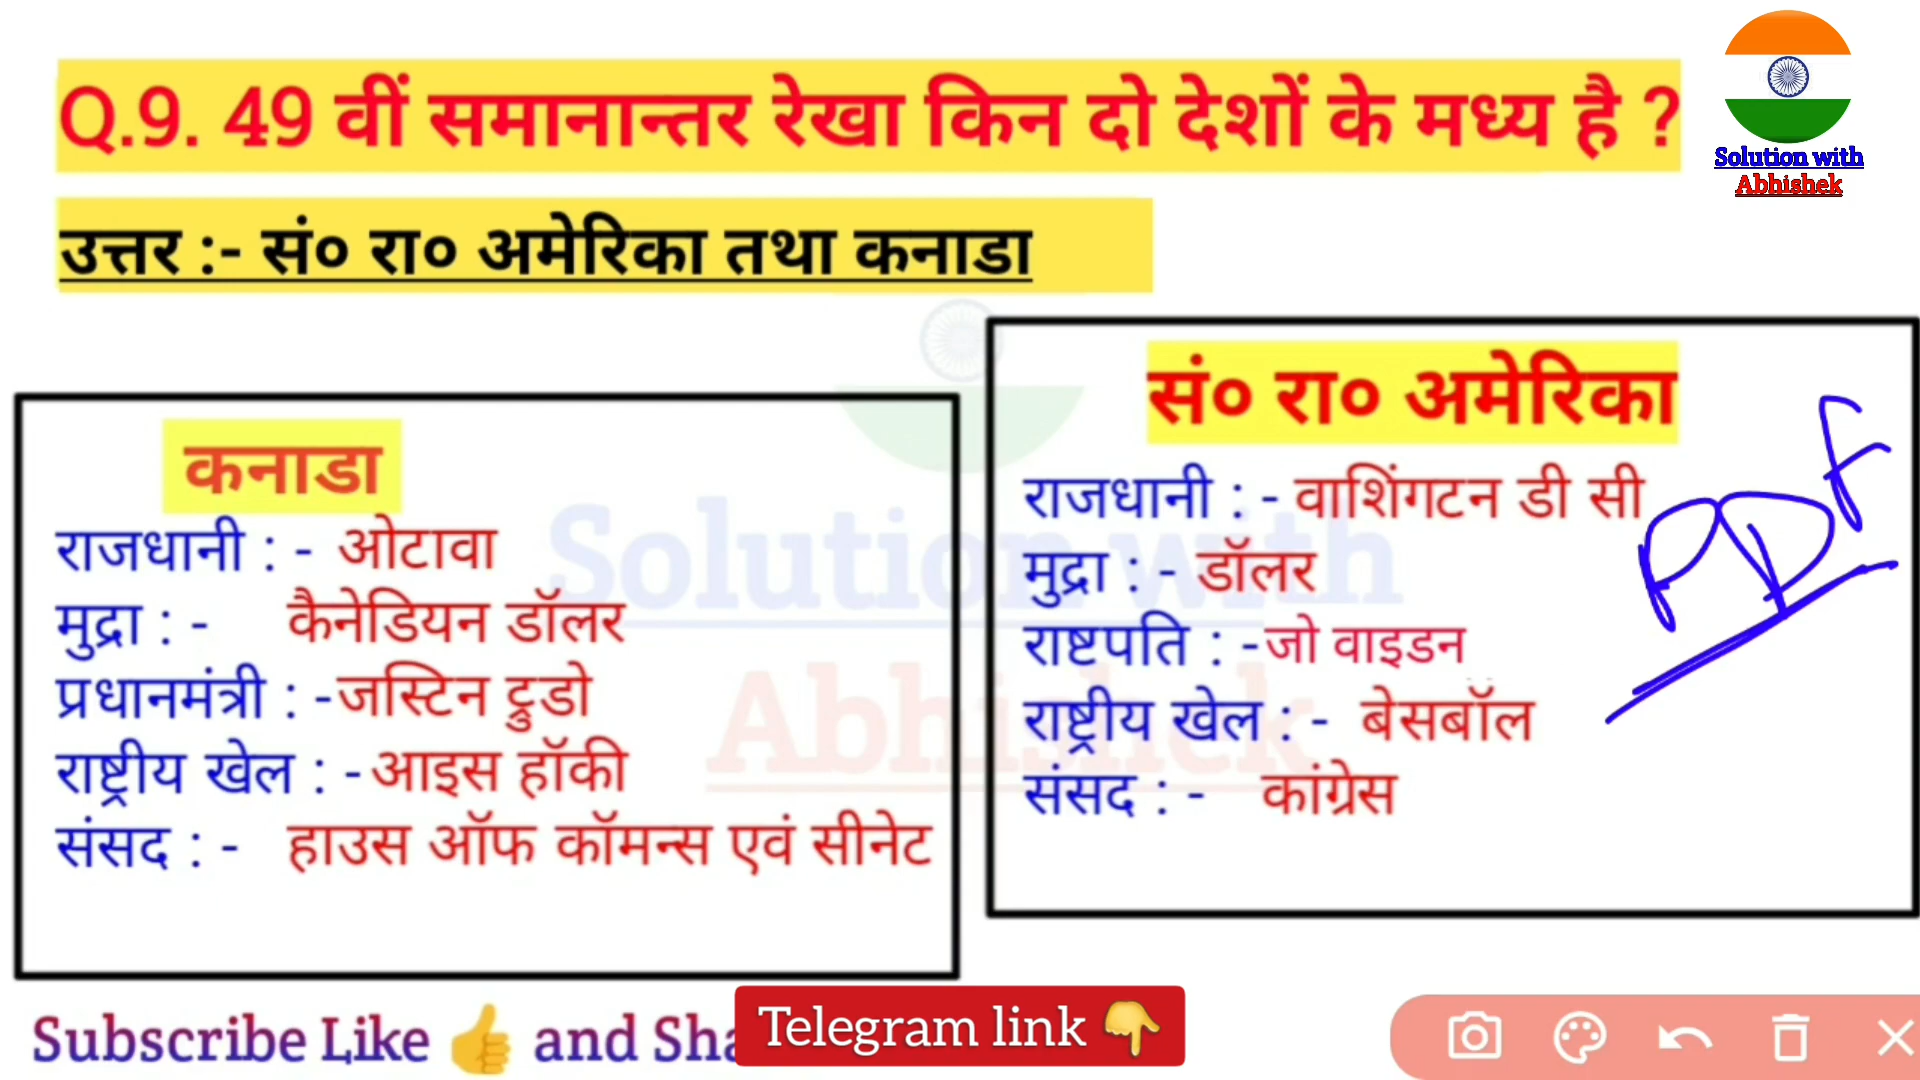 Q.9. 49 वीं समानान्तर रेखा किन दो देशों के मध्य है ?
Solution with
Abhishek
उत्तर :- सं० रा० अमेरिका तथा कनाडा
कनाडा
राजधानी : - ओटावा
मुद्रा : - कैनेडियन डॉलर
प्रधानमंत्री : -जस्टिन ट्रुडो
राष्ट्रीय खेल : -आइस हॉकी
संसद : - हाउस ऑफ कॉमन्स एवं सीनेट
सं० रा० अमेरिका
राजधानी : - वाशिंगटन डी सी
मुद्रा : - डॉलर
राष्टपति : -जो वाइडन
राष्ट्रीय खेल : - बेसबॉल
संसद : - कांग्रेस
PDF
Solution with
Abhishek
Subscribe Like 👍 and Sha
Telegram link 👇